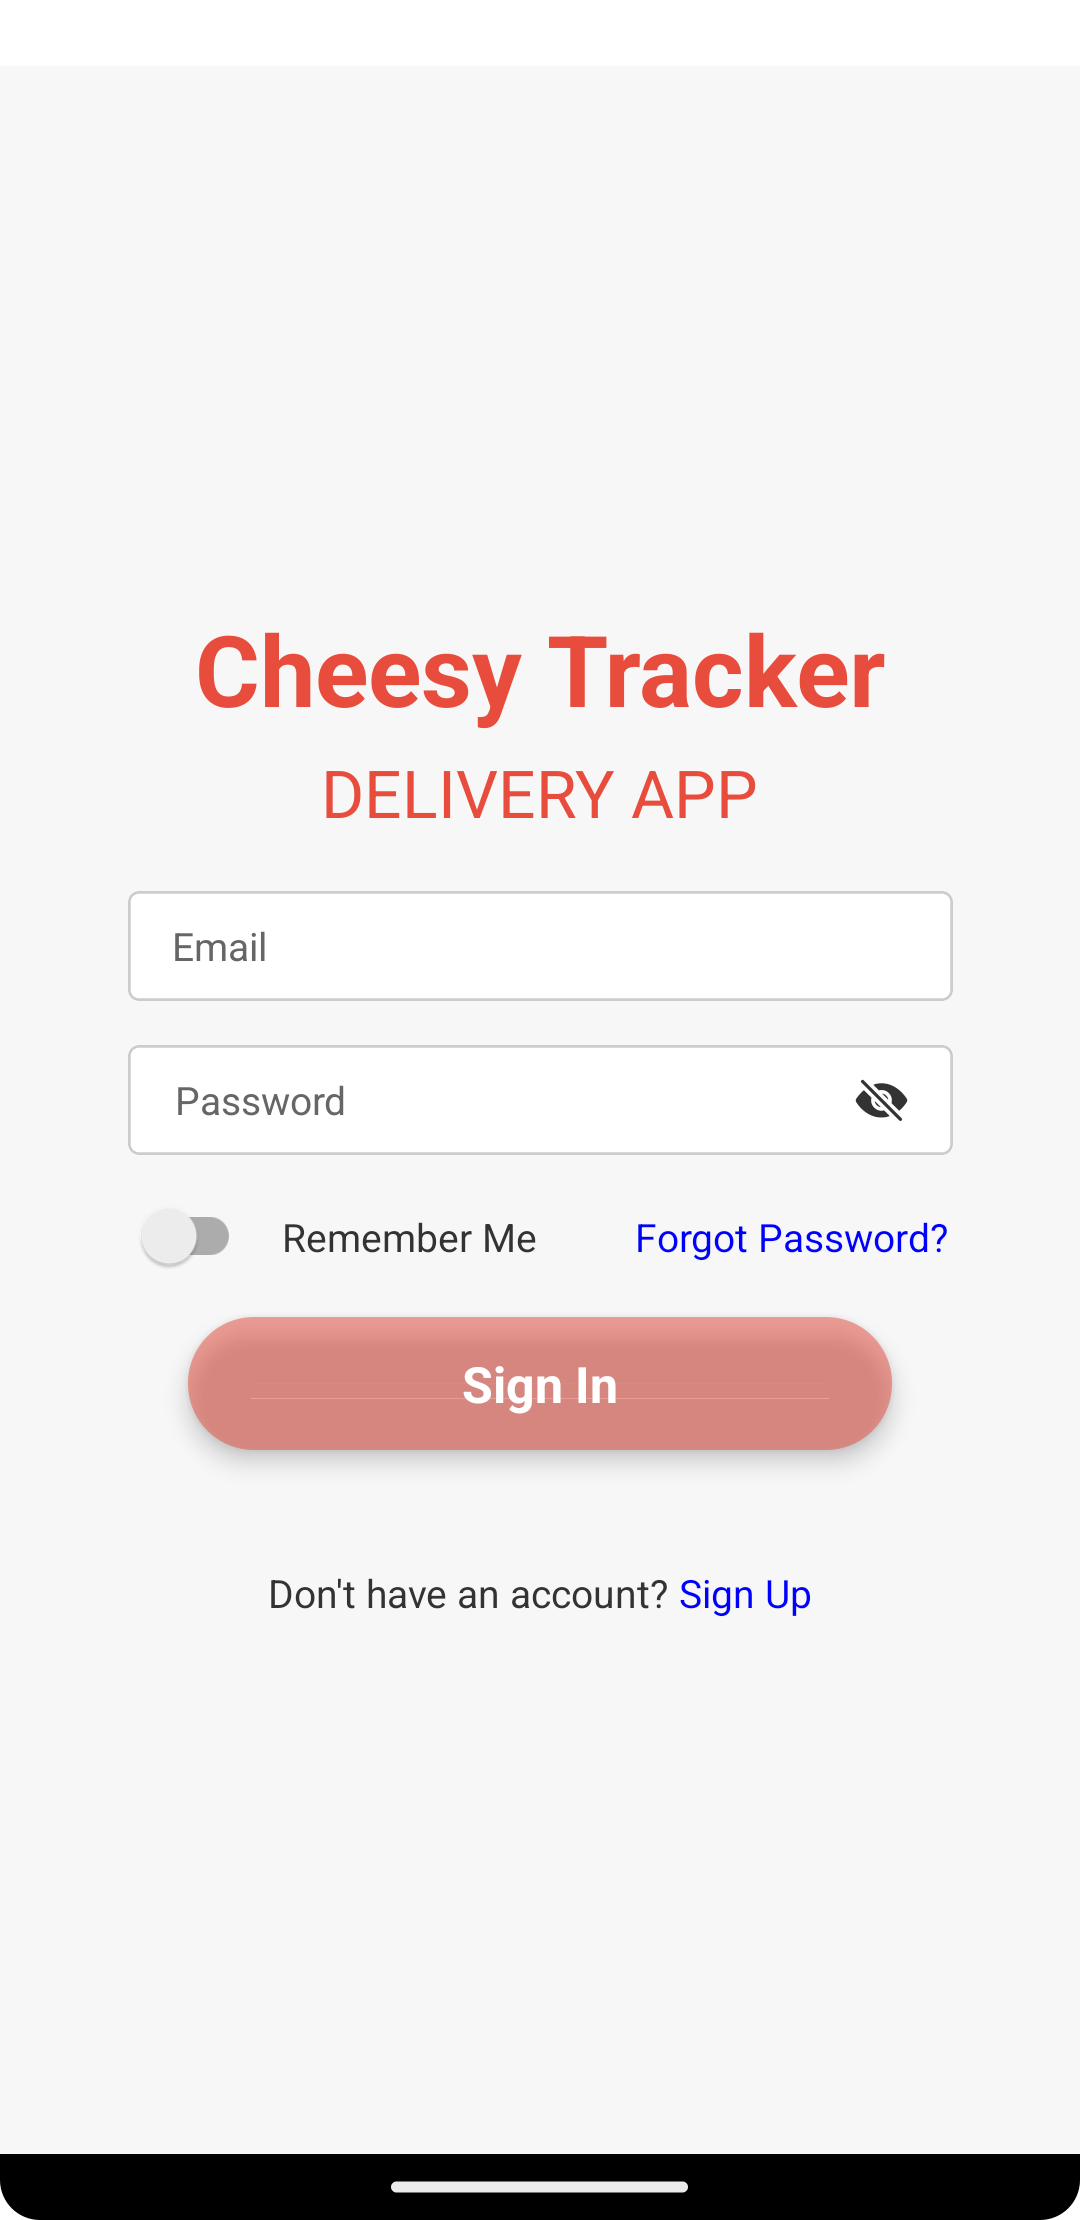 Cheesy Tracker
DELIVERY APP
Email
Password
Remember Me Forgot Password?
Sign In
Don't have an account? Sign Up